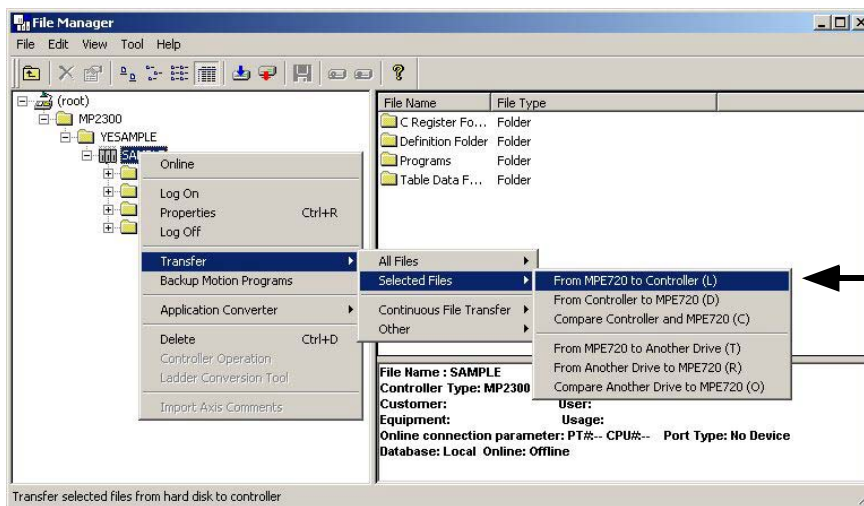 File Manager
File Edit View Tool Help
(root)
MP2300
YESAMPLE
File Name File Type
C Register Fo... Folder
Definition Folder Folder
Programs Folder
Table Data F... Folder
Online
Log On
Properties Ctrl+R
Log Off
Transfer
Backup Motion Programs
Application Converter
Delete Ctrl+D
Controller Operation
Ladder Conversion Tool
Import Axis Comments
All Files
Selected Files
Continuous File Transfer
Other
From MPE720 to Controller (L)
From Controller to MPE720 (D)
Compare Controller and MPE720 (C)
From MPE720 to Another Drive (T)
From Another Drive to MPE720 (R)
Compare Another Drive to MPE720 (O)
File Name : SAMPLE
Controller Type: MP2300
Customer: User:
Equipment: Usage:
Online connection parameter: PT#:-- CPU#:-- Port Type: No Device
Database: Local Online: Offline
Transfer selected files from hard disk to controller